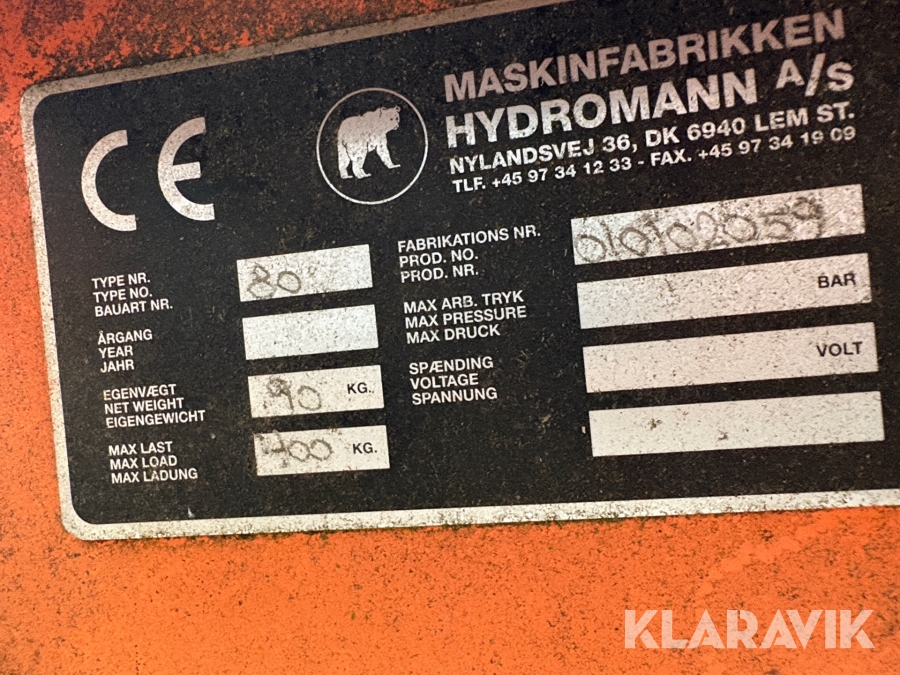 CE
MASKINFABRIKKEN
HYDROMANN A/S
NYLANDSVEJ 36, DK 6940 LEM ST.
TLF. +45 97 34 12 33 - FAX. +45 97 34 19 09
TYPE NR.
TYPE NO. 80
BAUART NR.
ÅRGANG
YEAR
JAHR
EGENVÆGT
NET WEIGHT 90 KG.
EIGENGEWICHT
MAX LAST
MAX LOAD 400 KG.
MAX LADUNG
FABRIKATIONS NR.
PROD. NO.
PROD. NR.
MAX ARB. TRYK
MAX PRESSURE BAR
MAX DRUCK
SPÆNDING
VOLTAGE VOLT
SPANNUNG
KLARAVIK